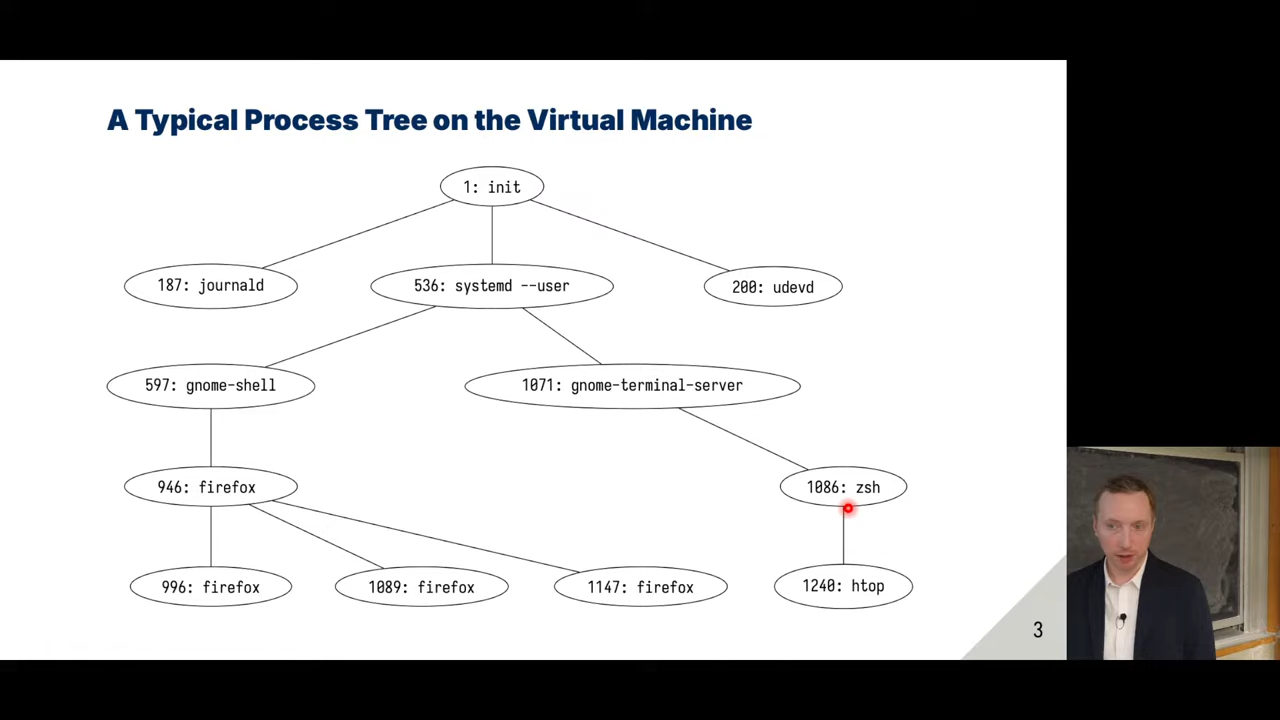 A Typical Process Tree on the Virtual Machine
1: init
187: journald
536: systemd --user
200: udevd
597: gnome-shell
1071: gnome-terminal-server
946: firefox
1086: zsh
996: firefox
1089: firefox
1147: firefox
1240: htop
3